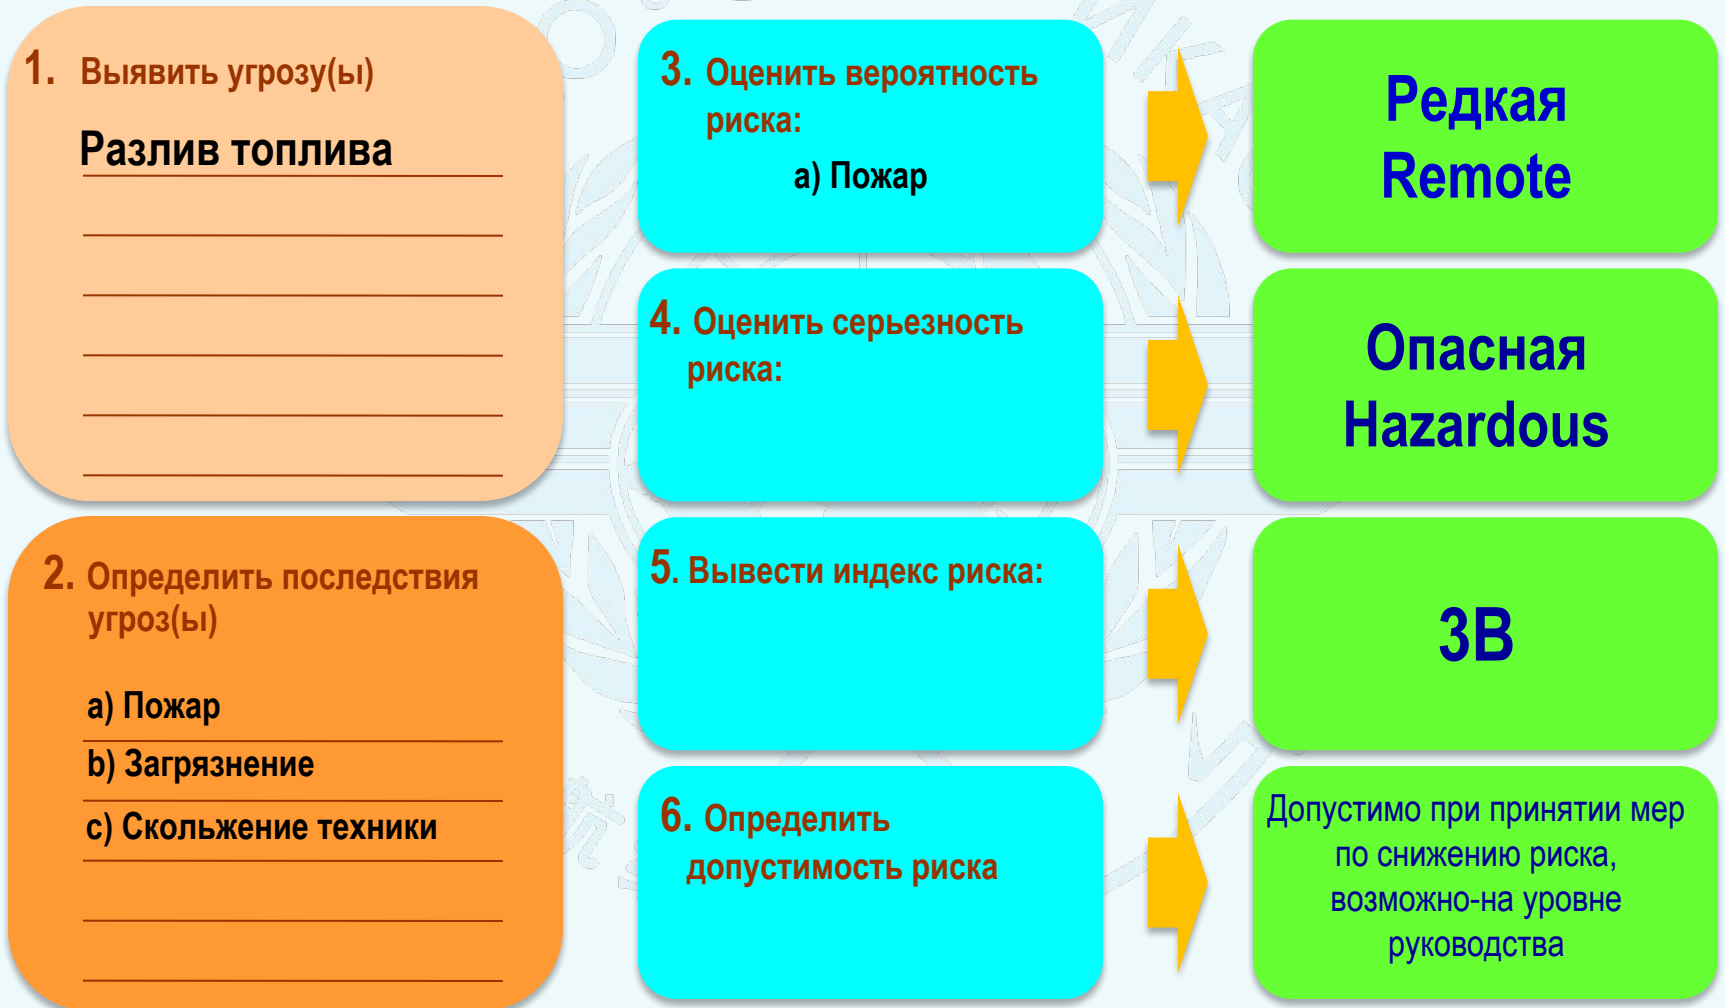 1. Выявить угрозу(ы)
Разлив топлива
2. Определить последствия
угроз(ы)
a) Пожар
b) Загрязнение
c) Скольжение техники
3. Оценить вероятность
риска:
a) Пожар
Редкая
Remote
4. Оценить серьезность
риска:
Опасная
Hazardous
5. Вывести индекс риска:
3B
6. Определить
допустимость риска
Допустимо при принятии мер
по снижению риска,
возможно-на уровне
руководства